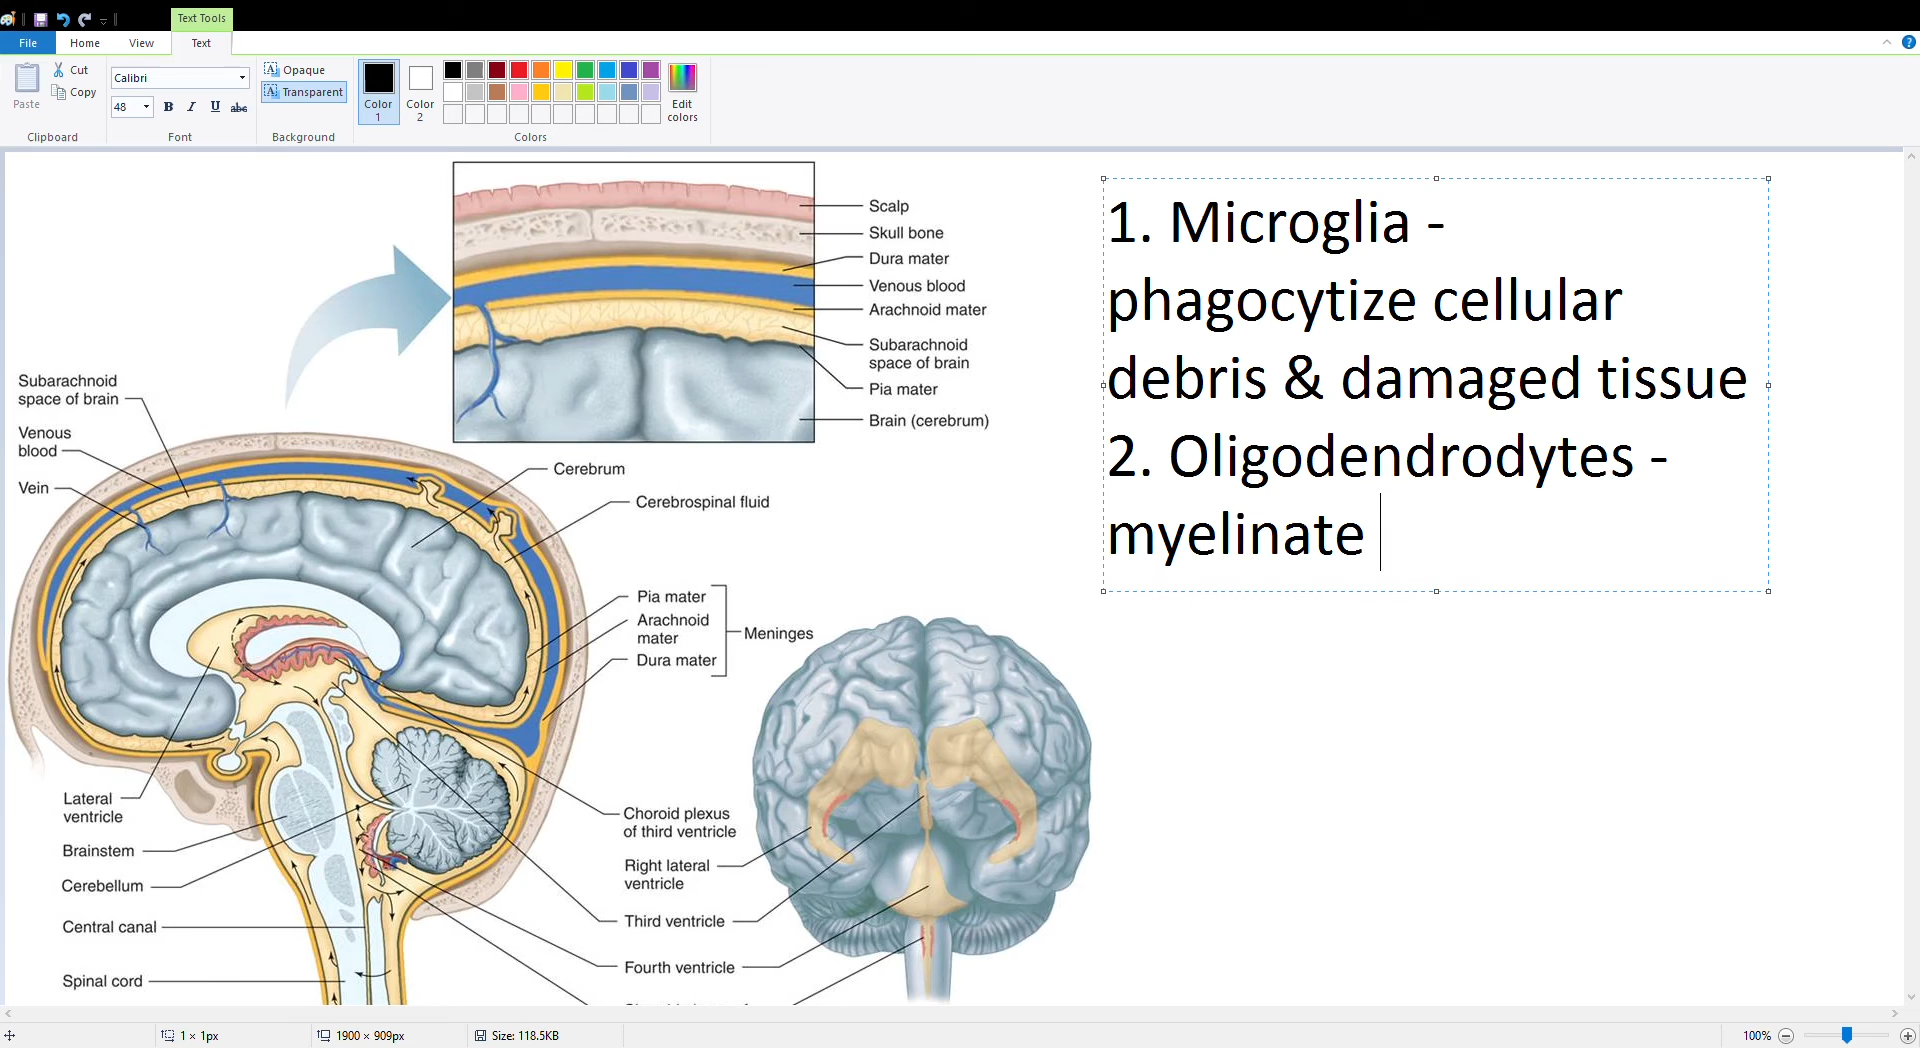 Text Tools
File
Home
View
Text
Paste
Cut
Copy
Clipboard
Calibri
48
B
I
U
abc
Font
Opaque
Transparent
Background
Color
1
Color
2
Edit
colors
Colors
Scalp
Skull bone
Dura mater
Venous blood
Arachnoid mater
Subarachnoid
space of brain
Pia mater
Brain (cerebrum)
1. Microglia -
phagocytize cellular
debris & damaged tissue
2. Oligodendrodytes -
myelinate
Subarachnoid
space of brain
Venous
blood
Vein
Cerebrum
Cerebrospinal fluid
Pia mater
Arachnoid
mater
Dura mater
Meninges
Lateral
ventricle
Brainstem
Cerebellum
Central canal
Spinal cord
Choroid plexus
of third ventricle
Right lateral
ventricle
Third ventricle
Fourth ventricle
1 × 1px
1900 × 909px
Size: 118.5KB
100%